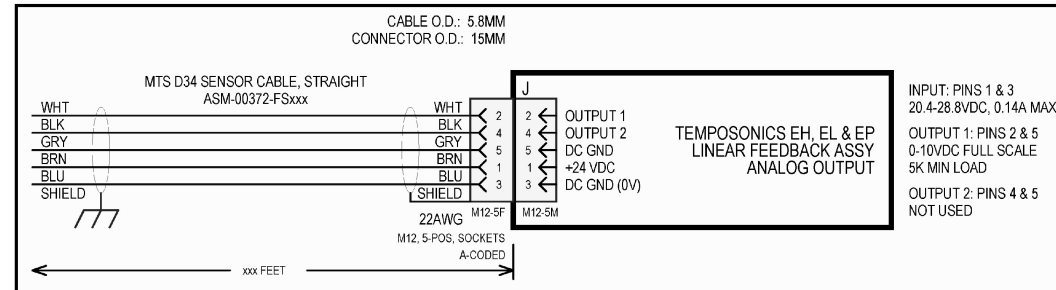 CABLE O.D.: 5.8MM
CONNECTOR O.D.: 15MM
MTS D34 SENSOR CABLE, STRAIGHT
ASM-00372-FSxxx
WHT
BLK
GRY
BRN
BLU
SHIELD
WHT
BLK
GRY
BRN
BLU
SHIELD
22AWG
2
4
5
1
3
M12-5F
M12, 5-POS, SOCKETS
A-CODED
J
2
4
5
1
3
M12-5M
OUTPUT 1
OUTPUT 2
DC GND
+24 VDC
DC GND (0V)
TEMPOSONICS EH, EL & EP
LINEAR FEEDBACK ASSY
ANALOG OUTPUT
INPUT: PINS 1 & 3
20.4-28.8VDC, 0.14A MAX
OUTPUT 1: PINS 2 & 5
0-10VDC FULL SCALE
5K MIN LOAD
OUTPUT 2: PINS 4 & 5
NOT USED
xxx FEET